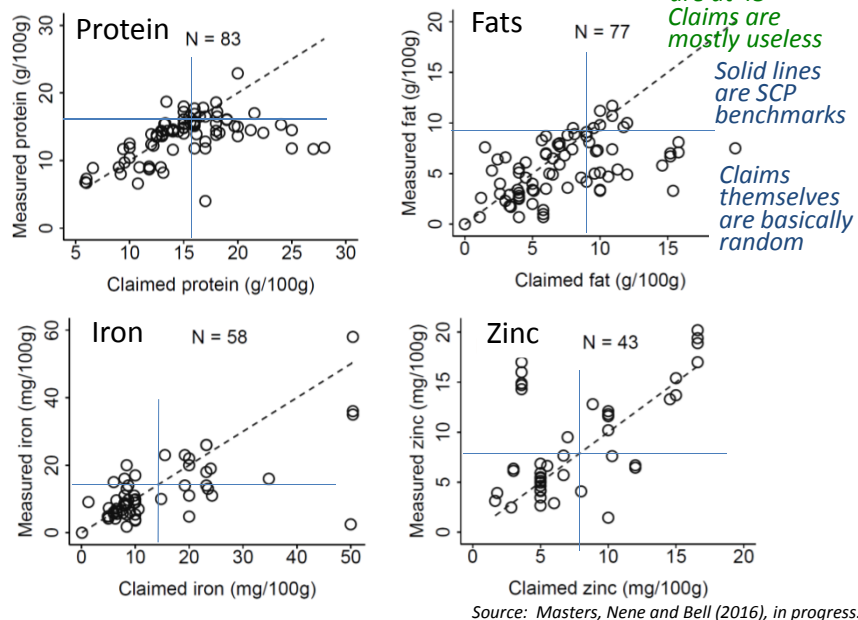 Protein
N = 83
Measured protein (g/100g)
0
10
20
30
5 10 15 20 25 30
Claimed protein (g/100g)
Fats
N = 77
Measured fat (g/100g)
0
5
10
15
20
0 5 10 15
Claimed fat (g/100g)
Claims are
mostly useless
Solid lines
are SCP
benchmarks
Claims
themselves
are basically
random
Iron
N = 58
Measured iron (mg/100g)
0
20
40
60
0 10 20 30 40 50
Claimed iron (mg/100g)
Zinc
N = 43
Measured zinc (mg/100g)
0
5
10
15
20
0 5 10 15 20
Claimed zinc (mg/100g)
Source: Masters, Nene and Bell (2016), in progress.